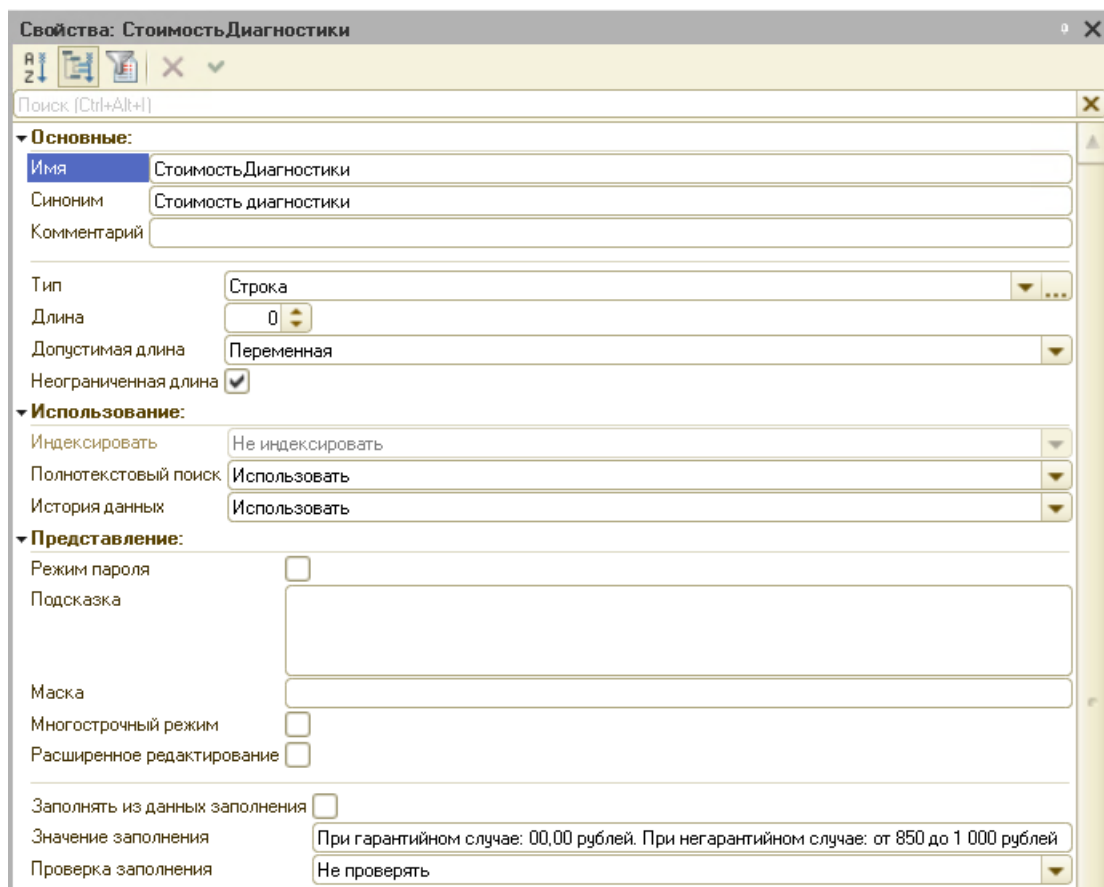 Свойства: СтоимостьДиагностики
Поиск (Ctrl+Alt+I)
Основные:
Имя СтоимостьДиагностики
Синоним Стоимость диагностики
Комментарий
Тип Строка ...
Длина 0
Допустимая длина Переменная
Неограниченная длина
Использование:
Индексировать Не индексировать
Полнотекстовый поиск Использовать
История данных Использовать
Представление:
Режим пароля
Подсказка
Маска
Многострочный режим
Расширенное редактирование
Заполнять из данных заполнения
Значение заполнения При гарантийном случае: 00,00 рублей. При негарантийном случае: от 850 до 1 000 рублей
Проверка заполнения Не проверять